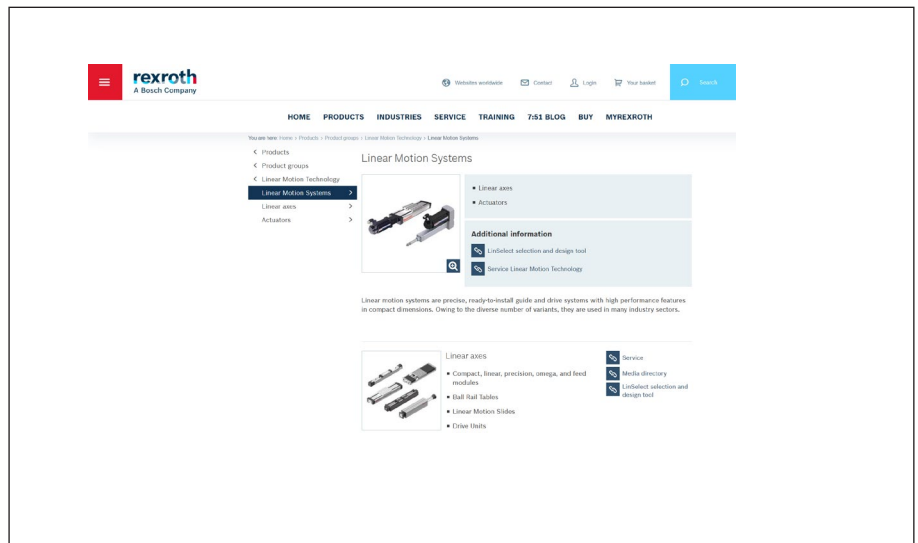 rexroth
A Bosch Company
Websites worldwide Contact Login Your basket Search
HOME PRODUCTS INDUSTRIES SERVICE TRAINING 7:51 BLOG BUY MYREXROTH
You are here: Home > Products > Product groups > Linear Motion Technology > Linear Motion Systems
< Products
< Product groups
< Linear Motion Technology
Linear Motion Systems >
Linear axes >
Actuators >
Linear Motion Systems
▪ Linear axes
▪ Actuators
Additional information
LinSelect selection and design tool
Service Linear Motion Technology
Linear motion systems are precise, ready-to-install guide and drive systems with high performance features
in compact dimensions. Owing to the diverse number of variants, they are used in many industry sectors.
Linear axes
▪ Compact, linear, precision, omega, and feed
modules
▪ Ball Rail Tables
▪ Linear Motion Slides
▪ Drive Units
Service
Media directory
LinSelect selection and
design tool